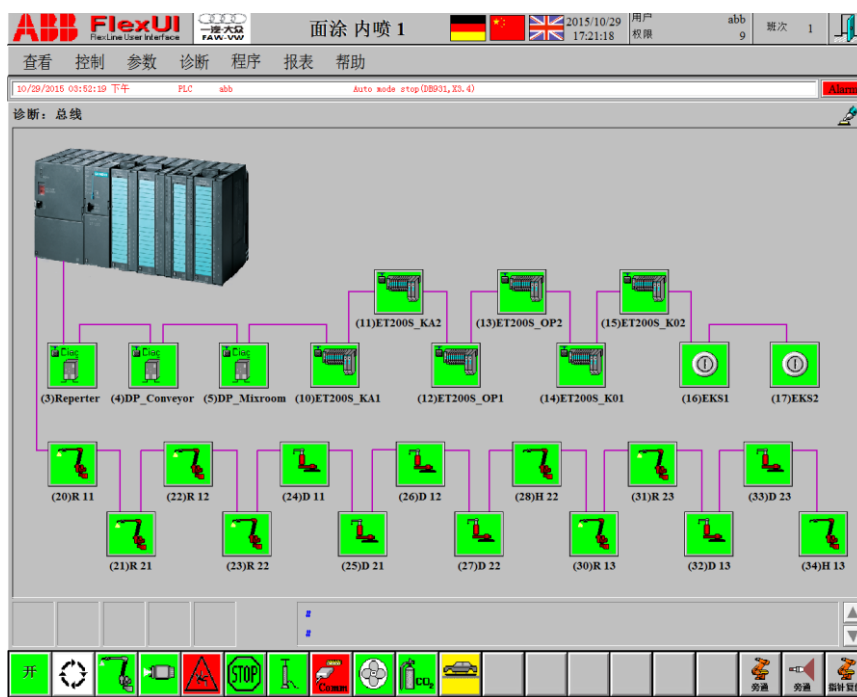 ABB FlexUI
FlexLine User Interface
一汽-大众
FAW-VW
面涂 内喷 1
2015/10/29
17:21:18
用户 abb
权限 9
班次 1
查看 控制 参数 诊断 程序 报表 帮助
10/29/2015 03:52:19 下午 PLC abb Auto mode stop(DB931,X3.4) Alarm
诊断: 总线
(11)ET200S_KA2 (13)ET200S_OP2 (15)ET200S_K02
Ciag Ciag Ciag
(3)Reperter (4)DP_Conveyor (5)DP_Mixroom (10)ET200S_KA1 (12)ET200S_OP1 (14)ET200S_K01 (16)EKS1 (17)EKS2
(20)R 11 (22)R 12 (24)D 11 (26)D 12 (28)H 22 (31)R 23 (33)D 23
(21)R 21 (23)R 22 (25)D 21 (27)D 22 (30)R 13 (32)D 13 (34)H 13
#
#
开 STOP Comm CO2 旁通 旁通